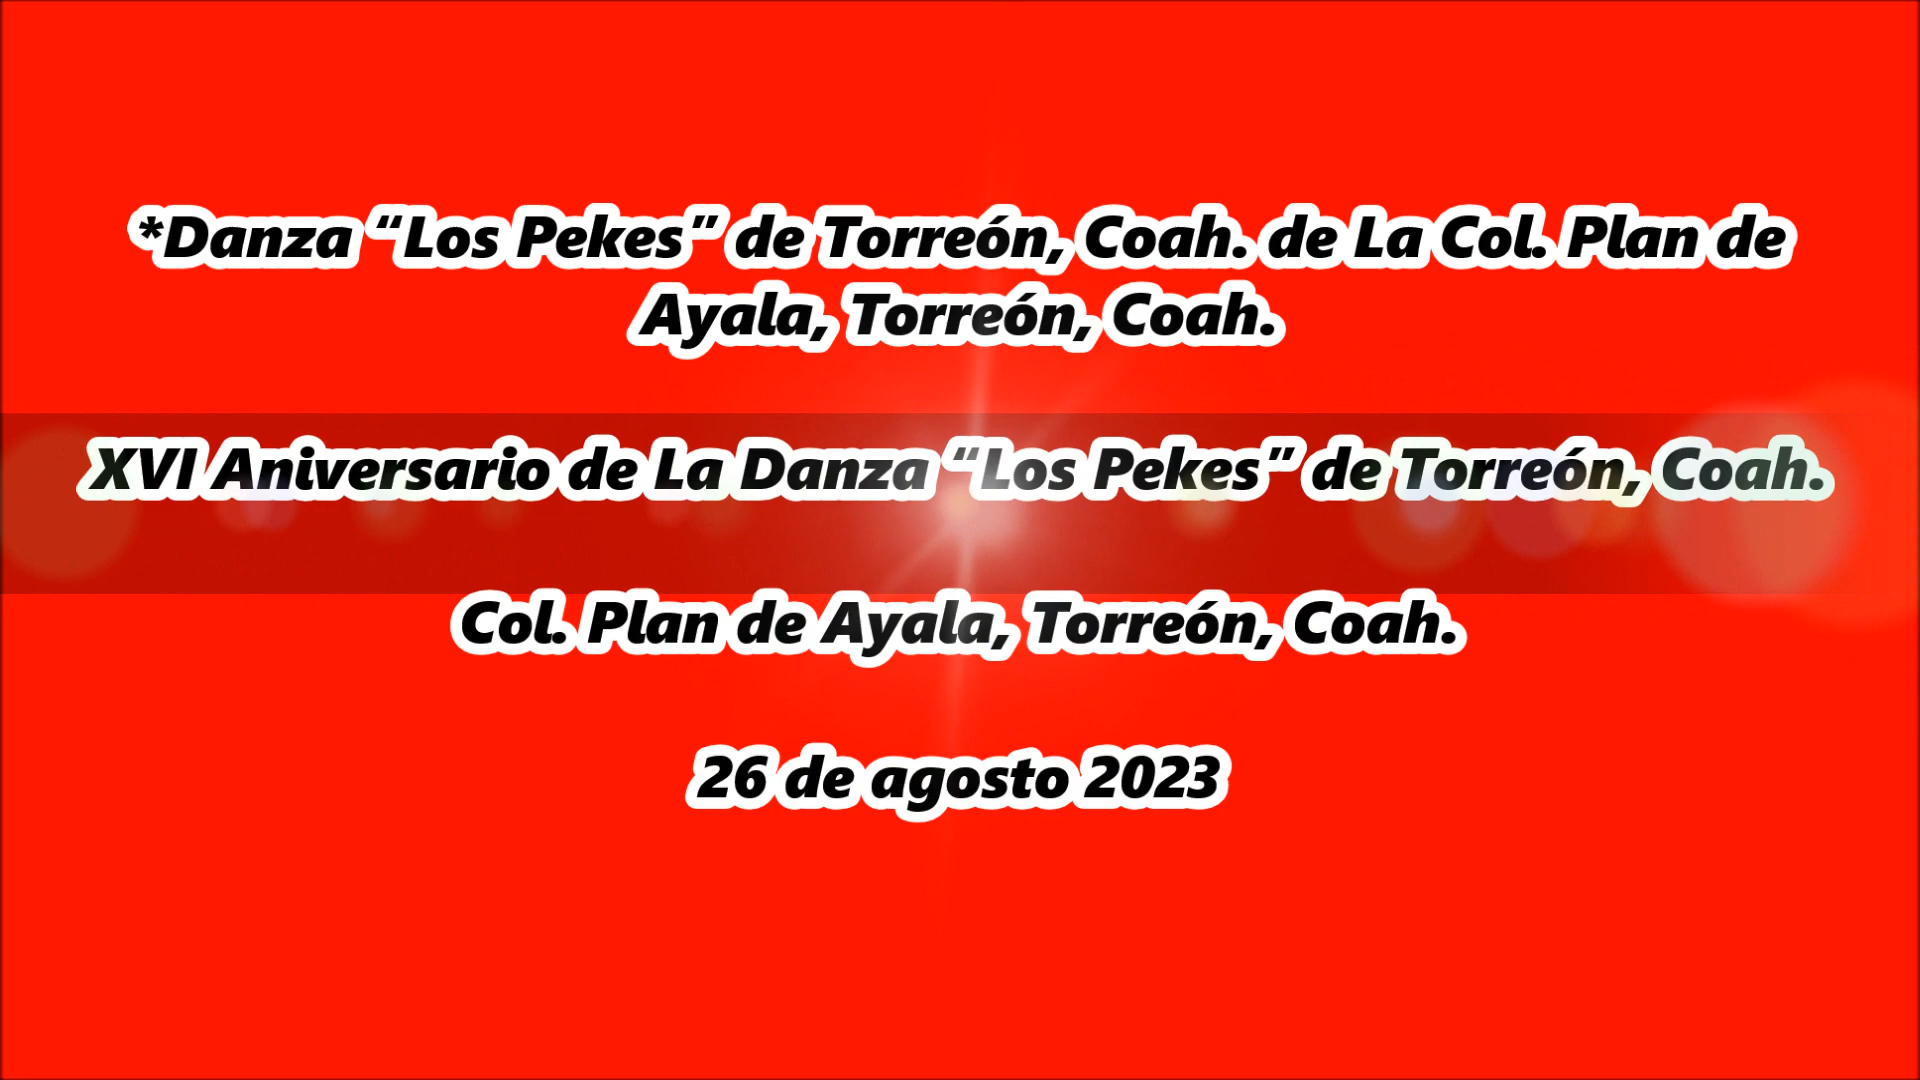 *Danza “Los Pekes” de Torreón, Coah. de La Col. Plan de
Ayala, Torreón, Coah.
XVI Aniversario de La Danza “Los Pekes” de Torreón, Coah.
Col. Plan de Ayala, Torreón, Coah.
26 de agosto 2023